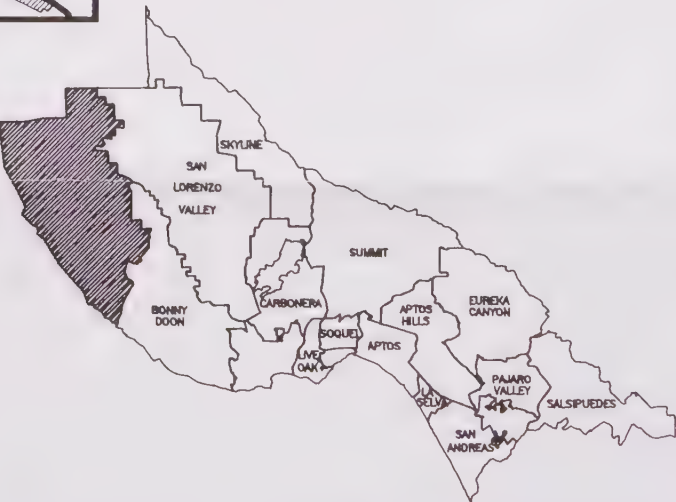 SKYLINE
SAN
LORENZO
VALLEY
SUMMIT
BONNY
DOON
CARBONERA
APTOS
HILLS
EUREKA
CANYON
SOQUEL
LIVE
OAK
APTOS
PAJARO
VALLEY
LA
SELVA
SALSIPUEDES
SAN
ANDREAS